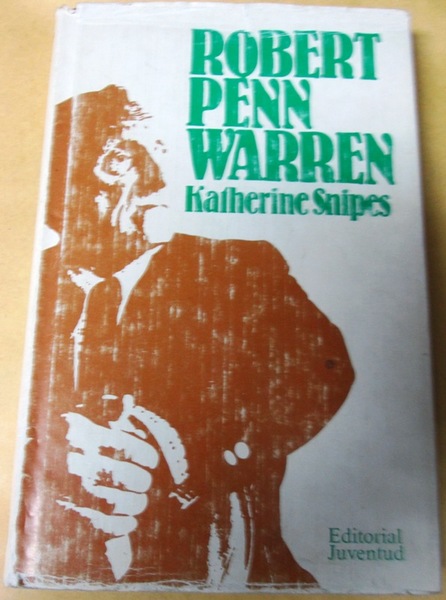 ROBERT
PENN
WARREN
Katherine Snipes
Editorial
Juventud